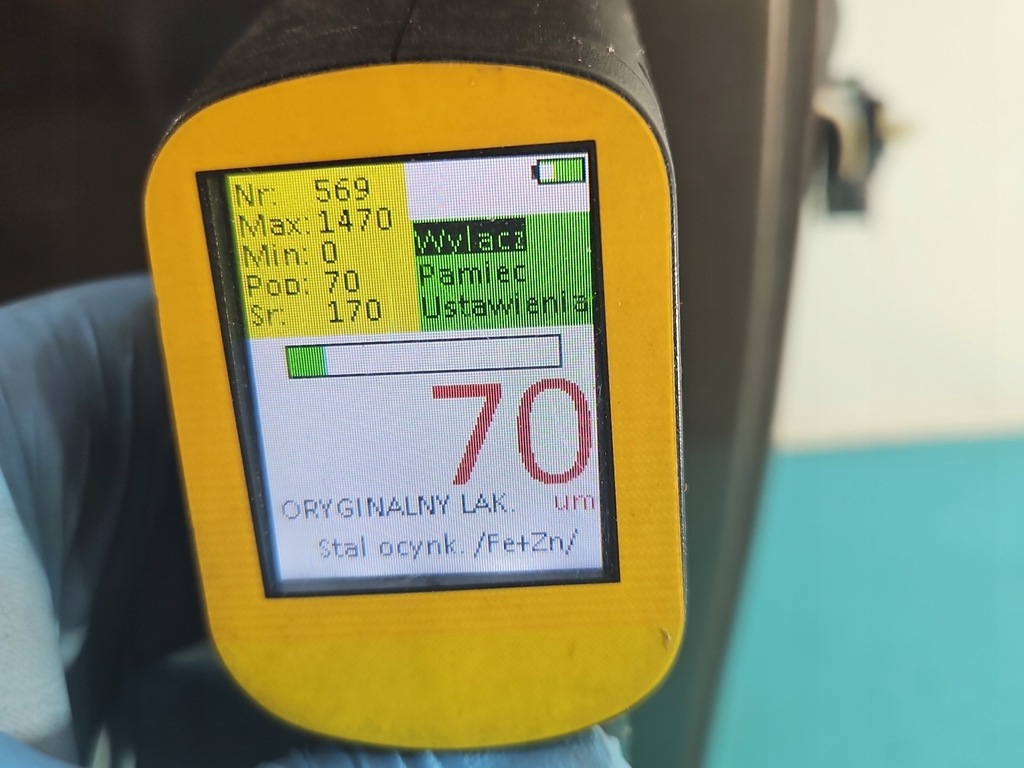 Nr: 569
Max: 1470
Min: 0
Pop: 70
Sr: 170
Wylacz
Pamiec
Ustawienia
70
um
ORYGINALNY LAK.
Stal ocynk. /Fe+Zn/